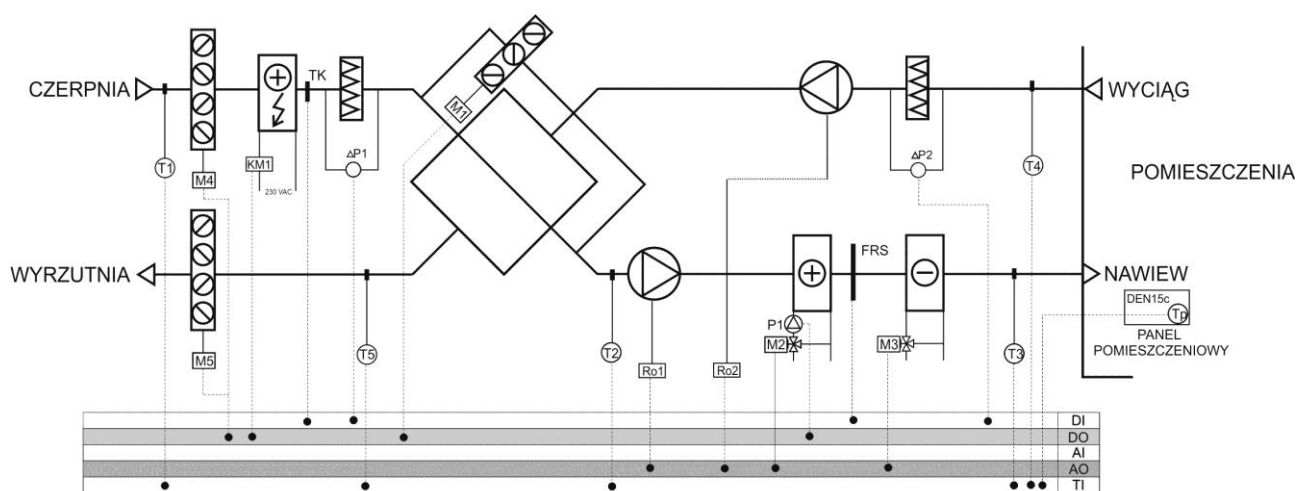 CZERPNIA
TK
M1
WYCIĄG
T1
KM1
ΔP1
ΔP2
T4
M4
230 VAC
POMIESZCZENIA
WYRZUTNIA
FRS
NAWIEW
DEN15c
Tp
P1
PANEL
POMIESZCZENIOWY
M5
T5
T2
Ro1
Ro2
M2
M3
T3
DI
DO
AI
AO
TI